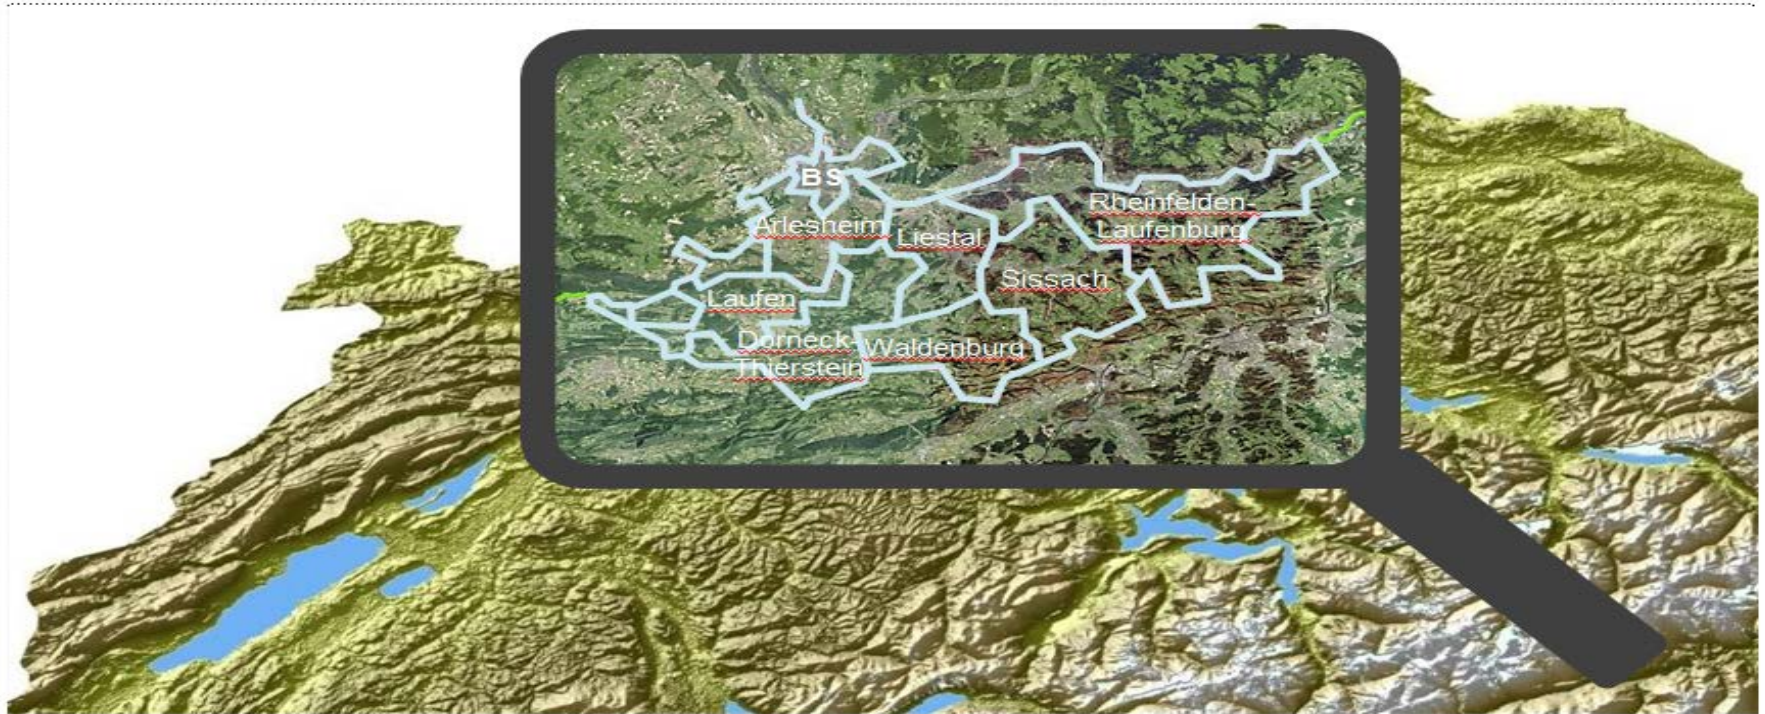 BS
Arlesheim
Liestal
Rheinfelden-
Laufenburg
Sissach
Laufen
Dorneck-
Thierstein
Waldenburg